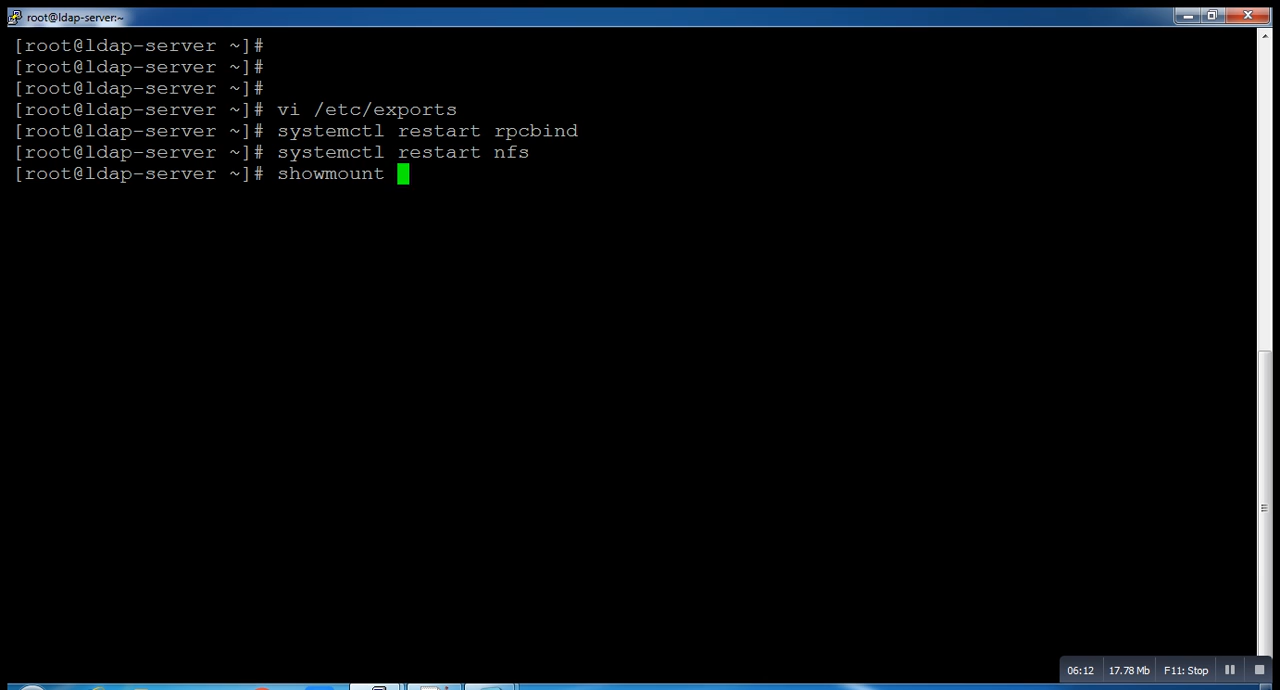 root@ldap-server:~
[root@ldap-server ~]#
[root@ldap-server ~]#
[root@ldap-server ~]#
[root@ldap-server ~]# vi /etc/exports
[root@ldap-server ~]# systemctl restart rpcbind
[root@ldap-server ~]# systemctl restart nfs
[root@ldap-server ~]# showmount
06:12 17.78 Mb F11: Stop